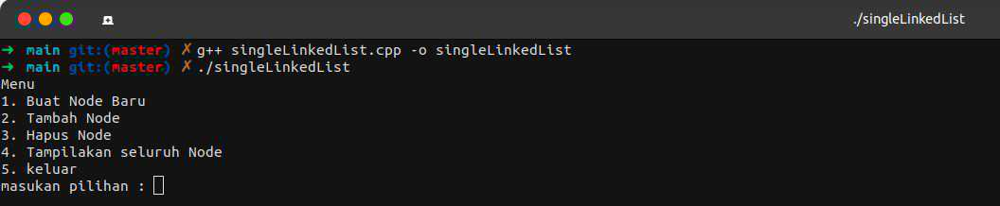 ./singleLinkedList
➜ main git:(master) ✗ g++ singleLinkedList.cpp -o singleLinkedList
➜ main git:(master) ✗ ./singleLinkedList
Menu
1. Buat Node Baru
2. Tambah Node
3. Hapus Node
4. Tampilakan seluruh Node
5. keluar
masukan pilihan :